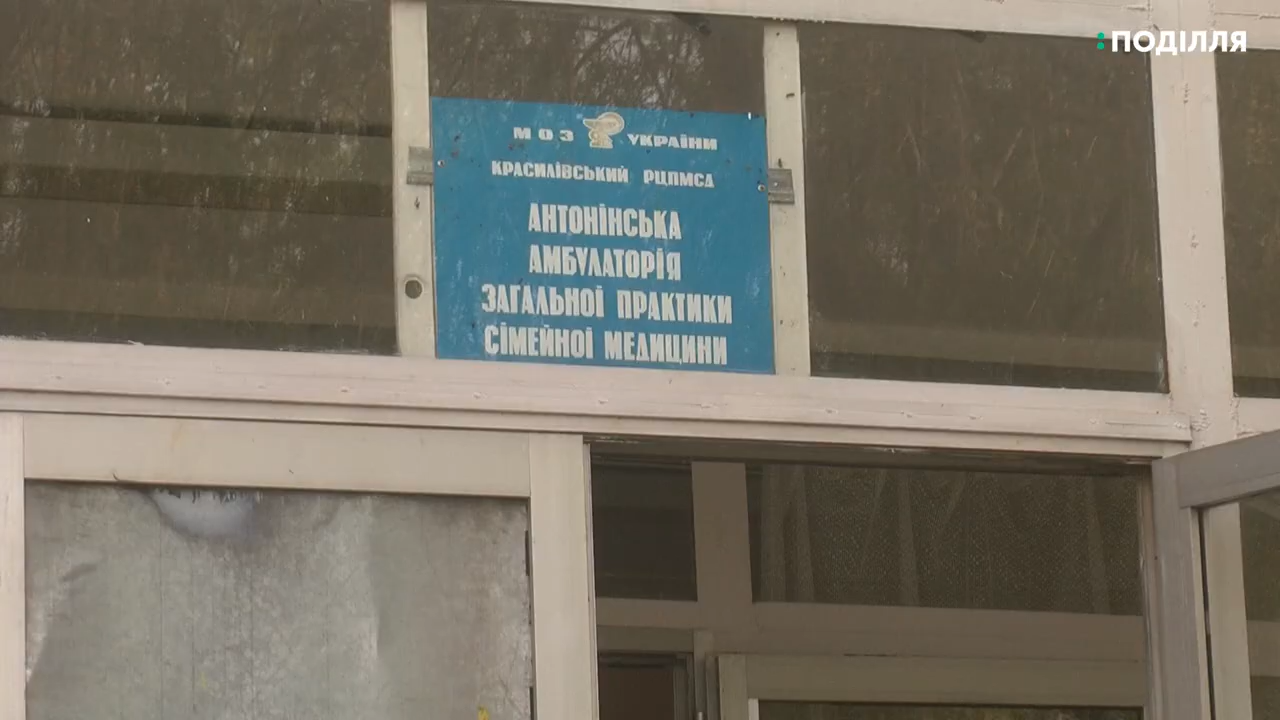 :ПОДІЛЛЯ
МОЗ УКРАЇНИ
КРАСИЛІВСЬКИЙ РЦПМСД
АНТОНІНСЬКА
АМБУЛАТОРІЯ
ЗАГАЛЬНОЇ ПРАКТИКИ
СІМЕЙНОЇ МЕДИЦИНИ